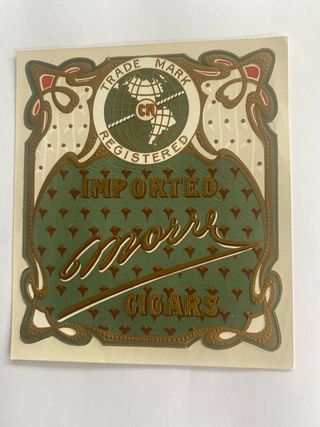 TRADE MARK
CM
REGISTERED
IMPORTED
Morre
CIGARS